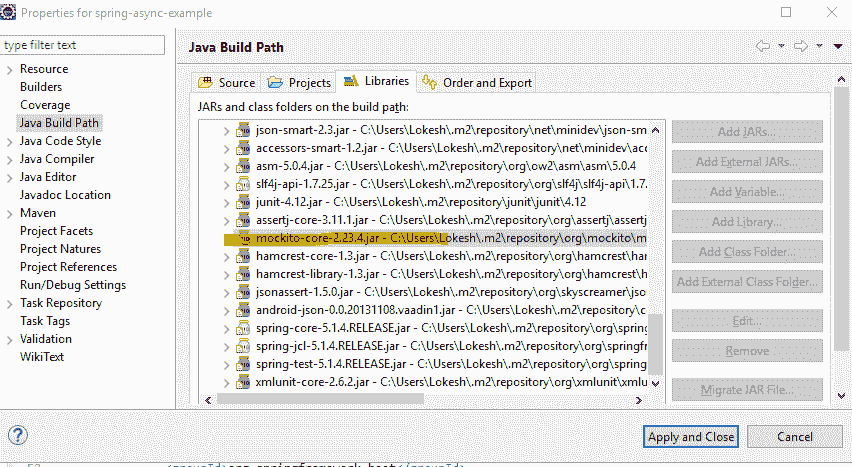 Properties for spring-async-example
type filter text
Resource
Builders
Coverage
Java Build Path
Java Code Style
Java Compiler
Java Editor
Javadoc Location
Maven
Project Facets
Project Natures
Project References
Run/Debug Settings
Task Repository
Task Tags
Validation
WikiText
Java Build Path
Source
Projects
Libraries
Order and Export
JARs and class folders on the build path:
json-smart-2.3.jar - C:\Users\Lokesh\.m2\repository\net\minidev\json-sm
accessors-smart-1.2.jar - C:\Users\Lokesh\.m2\repository\net\minidev\acc
asm-5.0.4.jar - C:\Users\Lokesh\.m2\repository\org\ow2\asm\asm\5.0.4
slf4j-api-1.7.25.jar - C:\Users\Lokesh\.m2\repository\org\slf4j\slf4j-api\1.7.
junit-4.12.jar - C:\Users\Lokesh\.m2\repository\junit\junit\4.12
assertj-core-3.11.1.jar - C:\Users\Lokesh\.m2\repository\org\assertj\assertj
mockito-core-2.23.4.jar - C:\Users\Lokesh\.m2\repository\org\mockito\m
hamcrest-core-1.3.jar - C:\Users\Lokesh\.m2\repository\org\hamcrest\han
hamcrest-library-1.3.jar - C:\Users\Lokesh\.m2\repository\org\hamcrest\h
jsonassert-1.5.0.jar - C:\Users\Lokesh\.m2\repository\org\skyscreamer\json
android-json-0.0.20131108.vaadin1.jar - C:\Users\Lokesh\.m2\repository\c
spring-core-5.1.4.RELEASE.jar - C:\Users\Lokesh\.m2\repository\org\spring
spring-jcl-5.1.4.RELEASE.jar - C:\Users\Lokesh\.m2\repository\org\springfr
spring-test-5.1.4.RELEASE.jar - C:\Users\Lokesh\.m2\repository\org\spring
xmlunit-core-2.6.2.jar - C:\Users\Lokesh\.m2\repository\org\xmlunit\xmlu
Add JARs...
Add External JARs...
Add Variable...
Add Library...
Add Class Folder...
Add External Class Folder...
Edit...
Remove
Migrate JAR File...
Apply and Close
Cancel